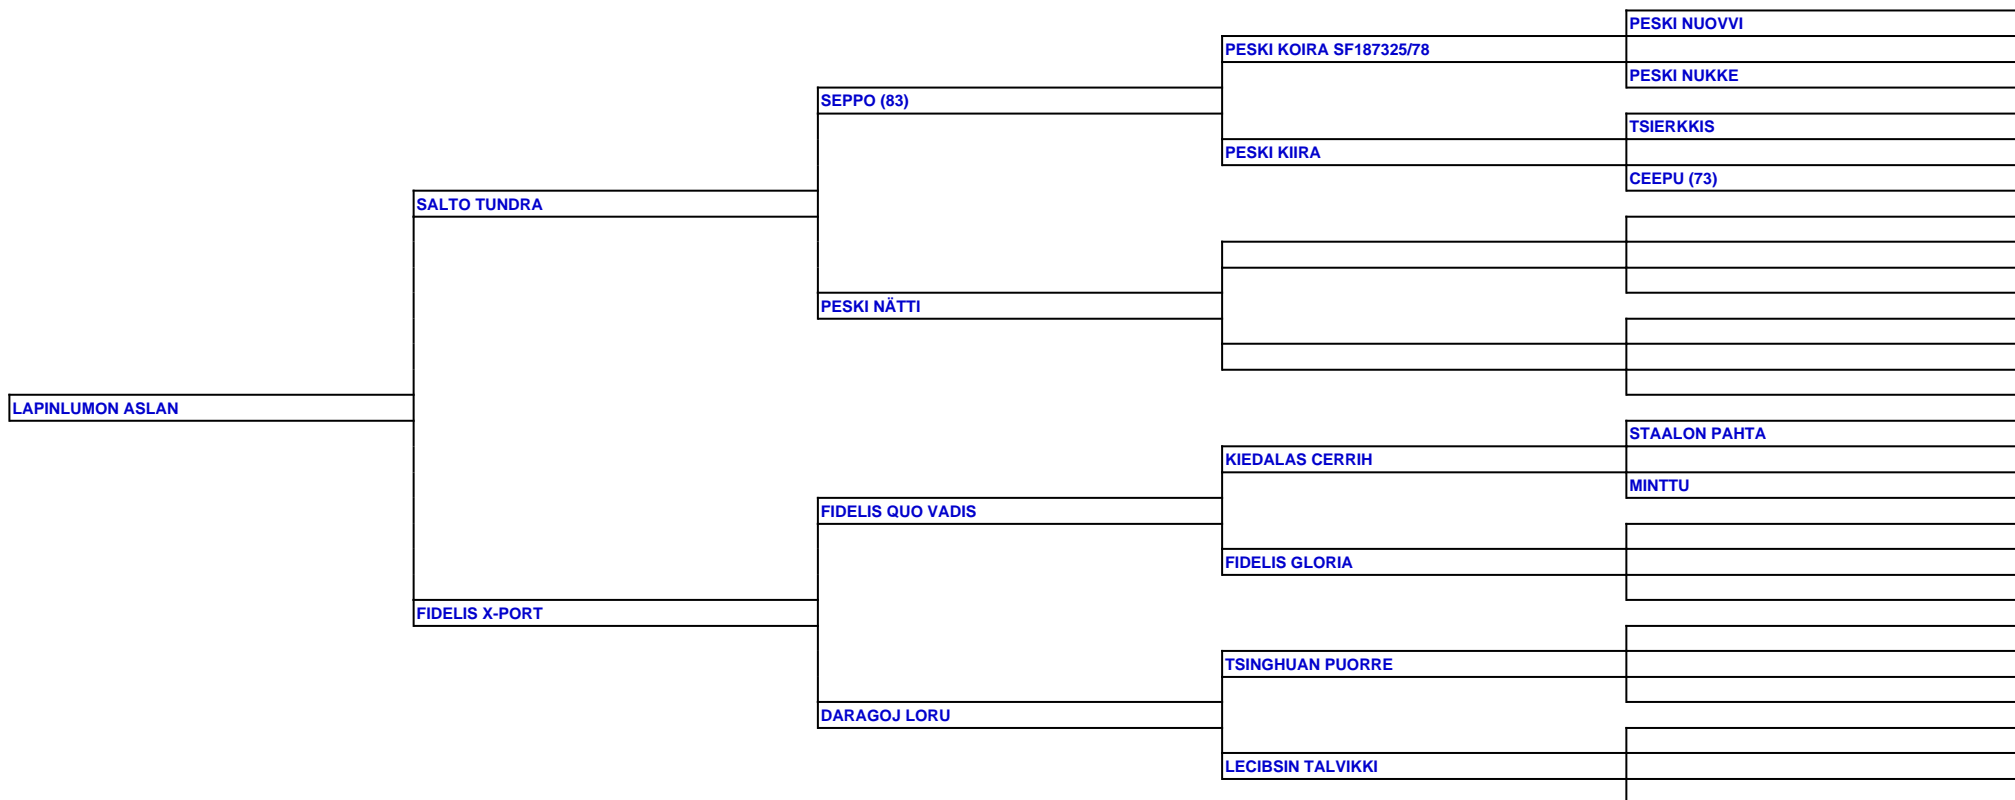 PESKI NUOVVI
PESKI KOIRA SF187325/78
PESKI NUKKE
SEPPO (83)
TSIERKKIS
PESKI KIIRA
CEEPU (73)
SALTO TUNDRA
PESKI NÄTTI
LAPINLUMON ASLAN
STAALON PAHTA
KIEDALAS CERRIH
MINTTU
FIDELIS QUO VADIS
FIDELIS GLORIA
FIDELIS X-PORT
TSINGHUAN PUORRE
DARAGOJ LORU
LECIBSIN TALVIKKI